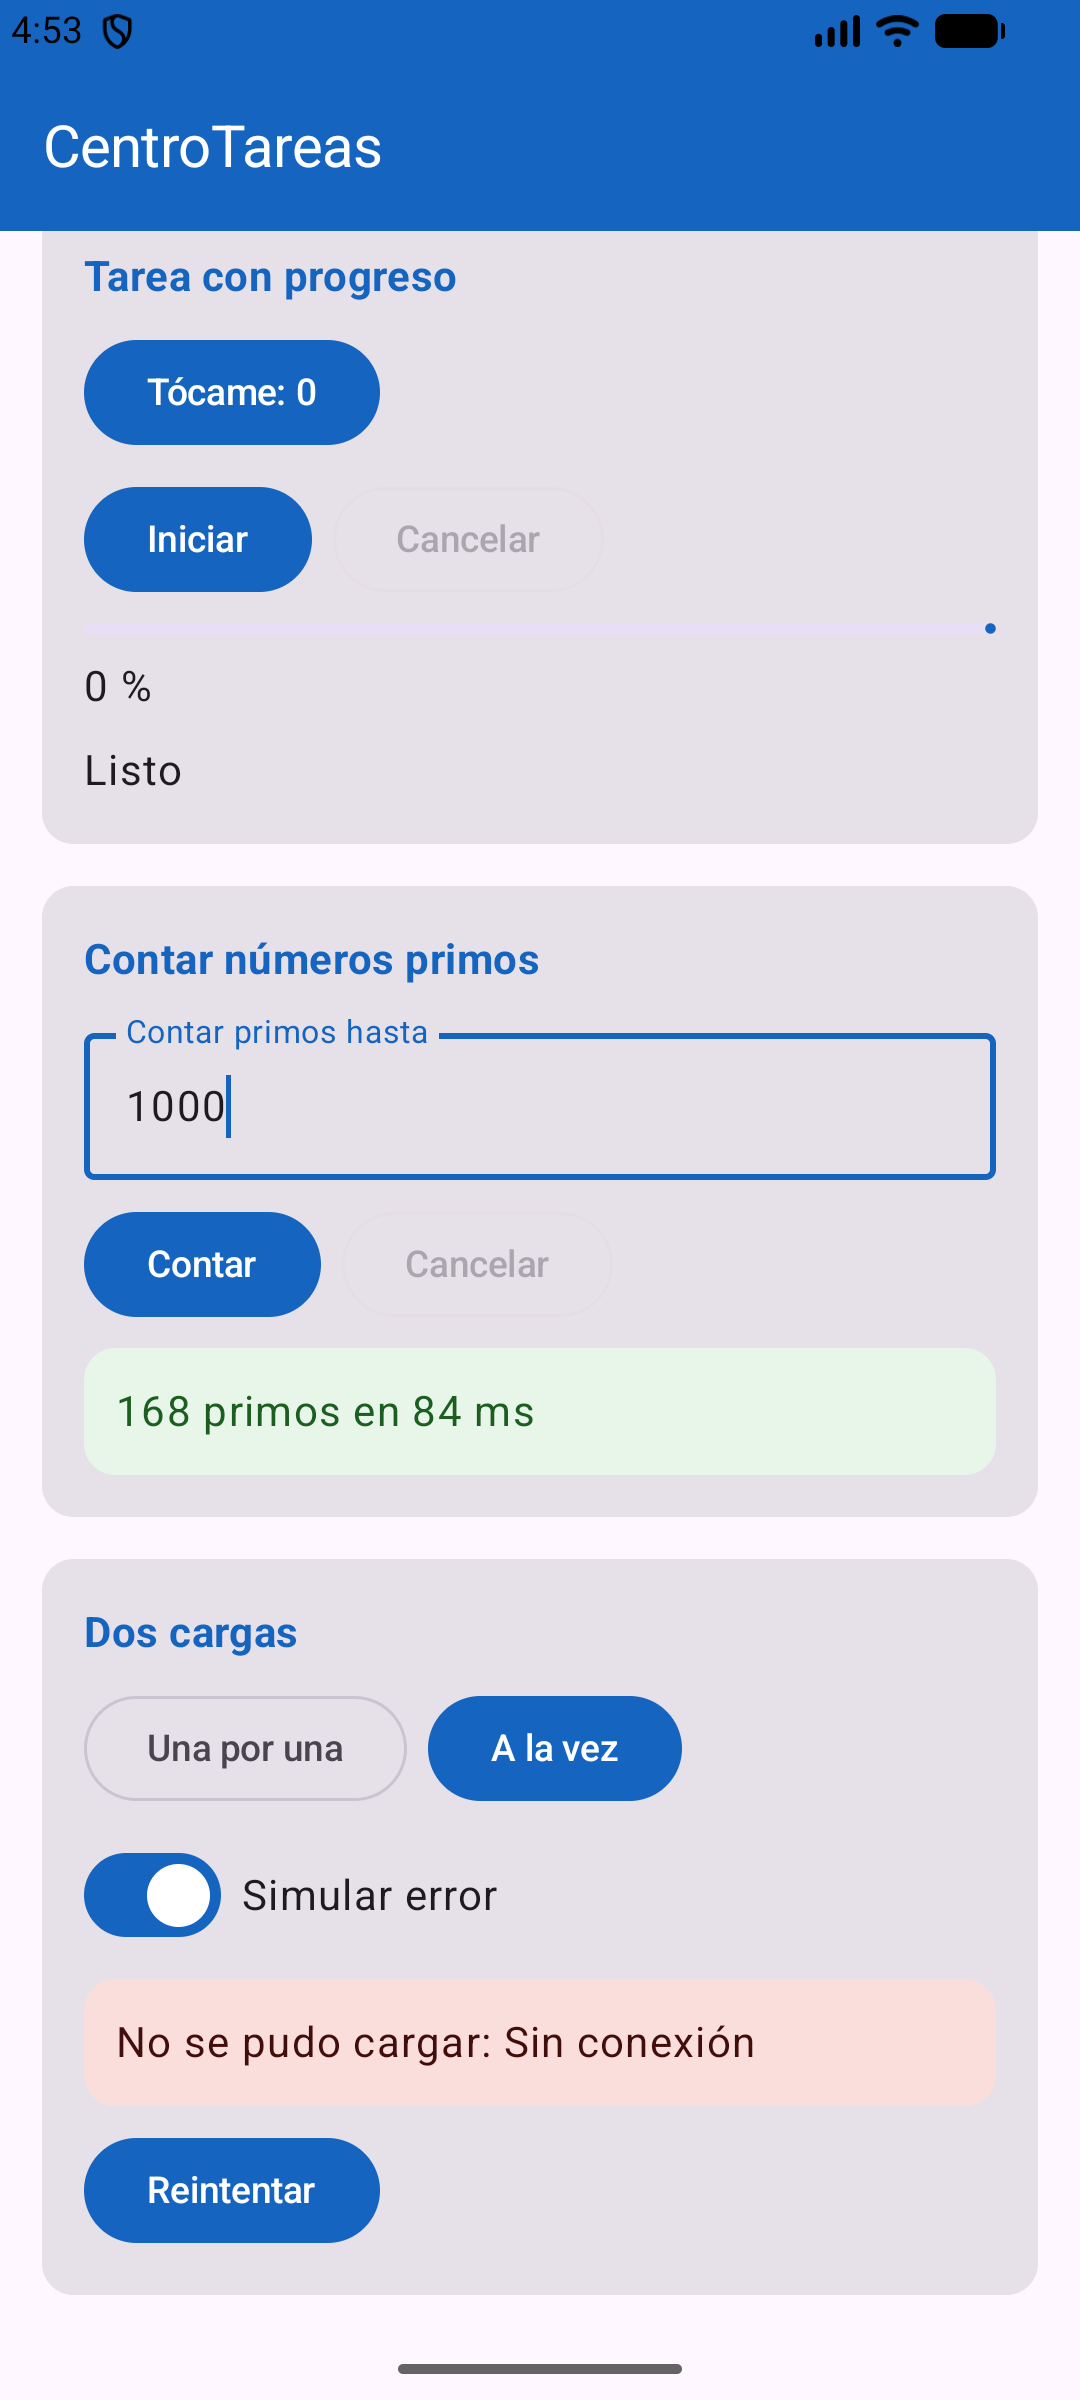 4:53
CentroTareas
Tarea con progreso
Tócame: 0
Iniciar Cancelar
0 %
Listo
Contar números primos
Contar primos hasta
1000
Contar Cancelar
168 primos en 84 ms
Dos cargas
Una por una A la vez
Simular error
No se pudo cargar: Sin conexión
Reintentar